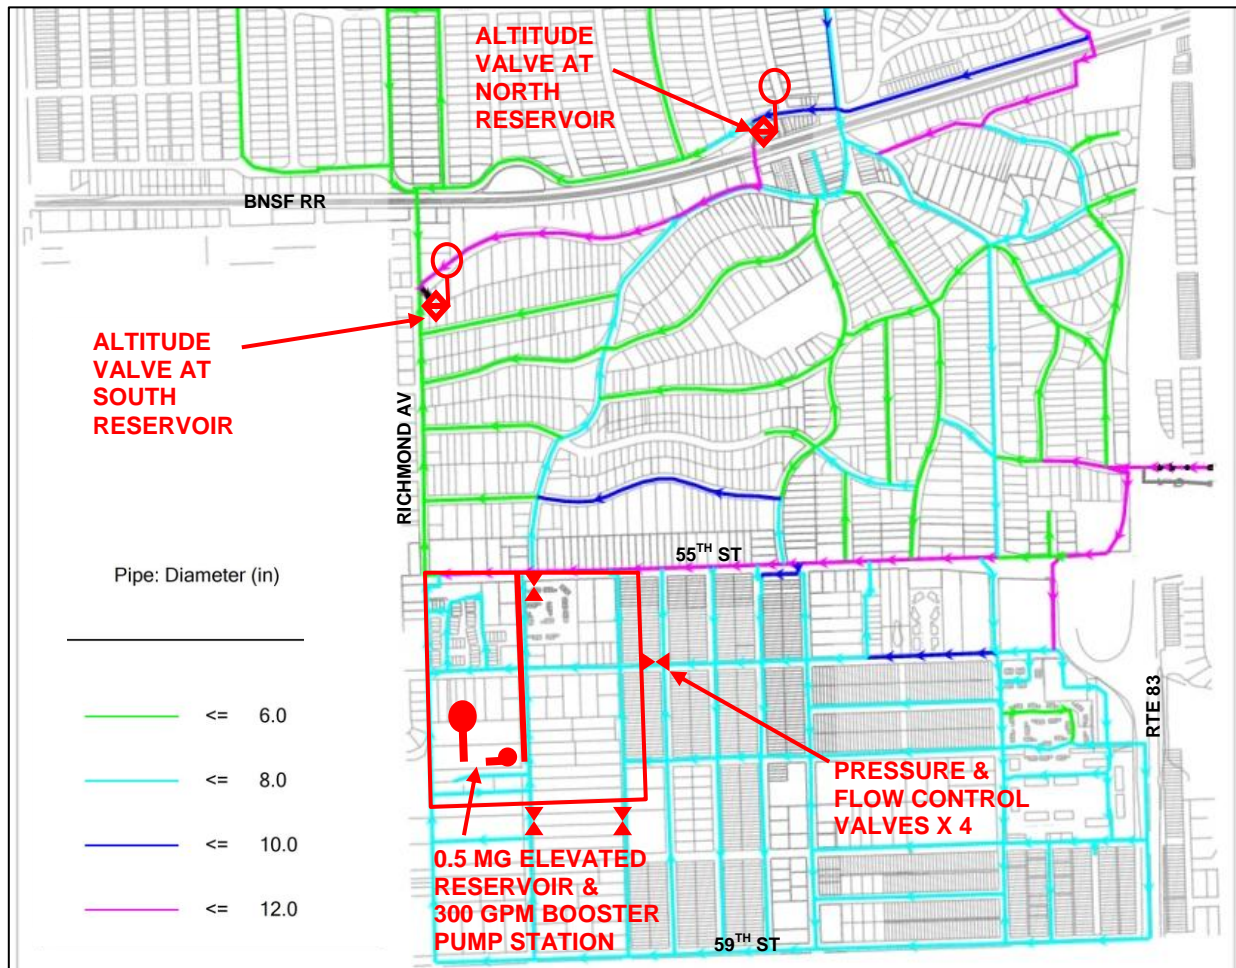 ALTITUDE
VALVE AT
NORTH
RESERVOIR
BNSF RR
ALTITUDE
VALVE AT
SOUTH
RESERVOIR
RICHMOND AV
55TH ST
Pipe: Diameter (in)
<= 6.0
<= 8.0
<= 10.0
<= 12.0
RTE 83
PRESSURE &
FLOW CONTROL
VALVES X 4
0.5 MG ELEVATED
RESERVOIR &
300 GPM BOOSTER
PUMP STATION
59TH ST